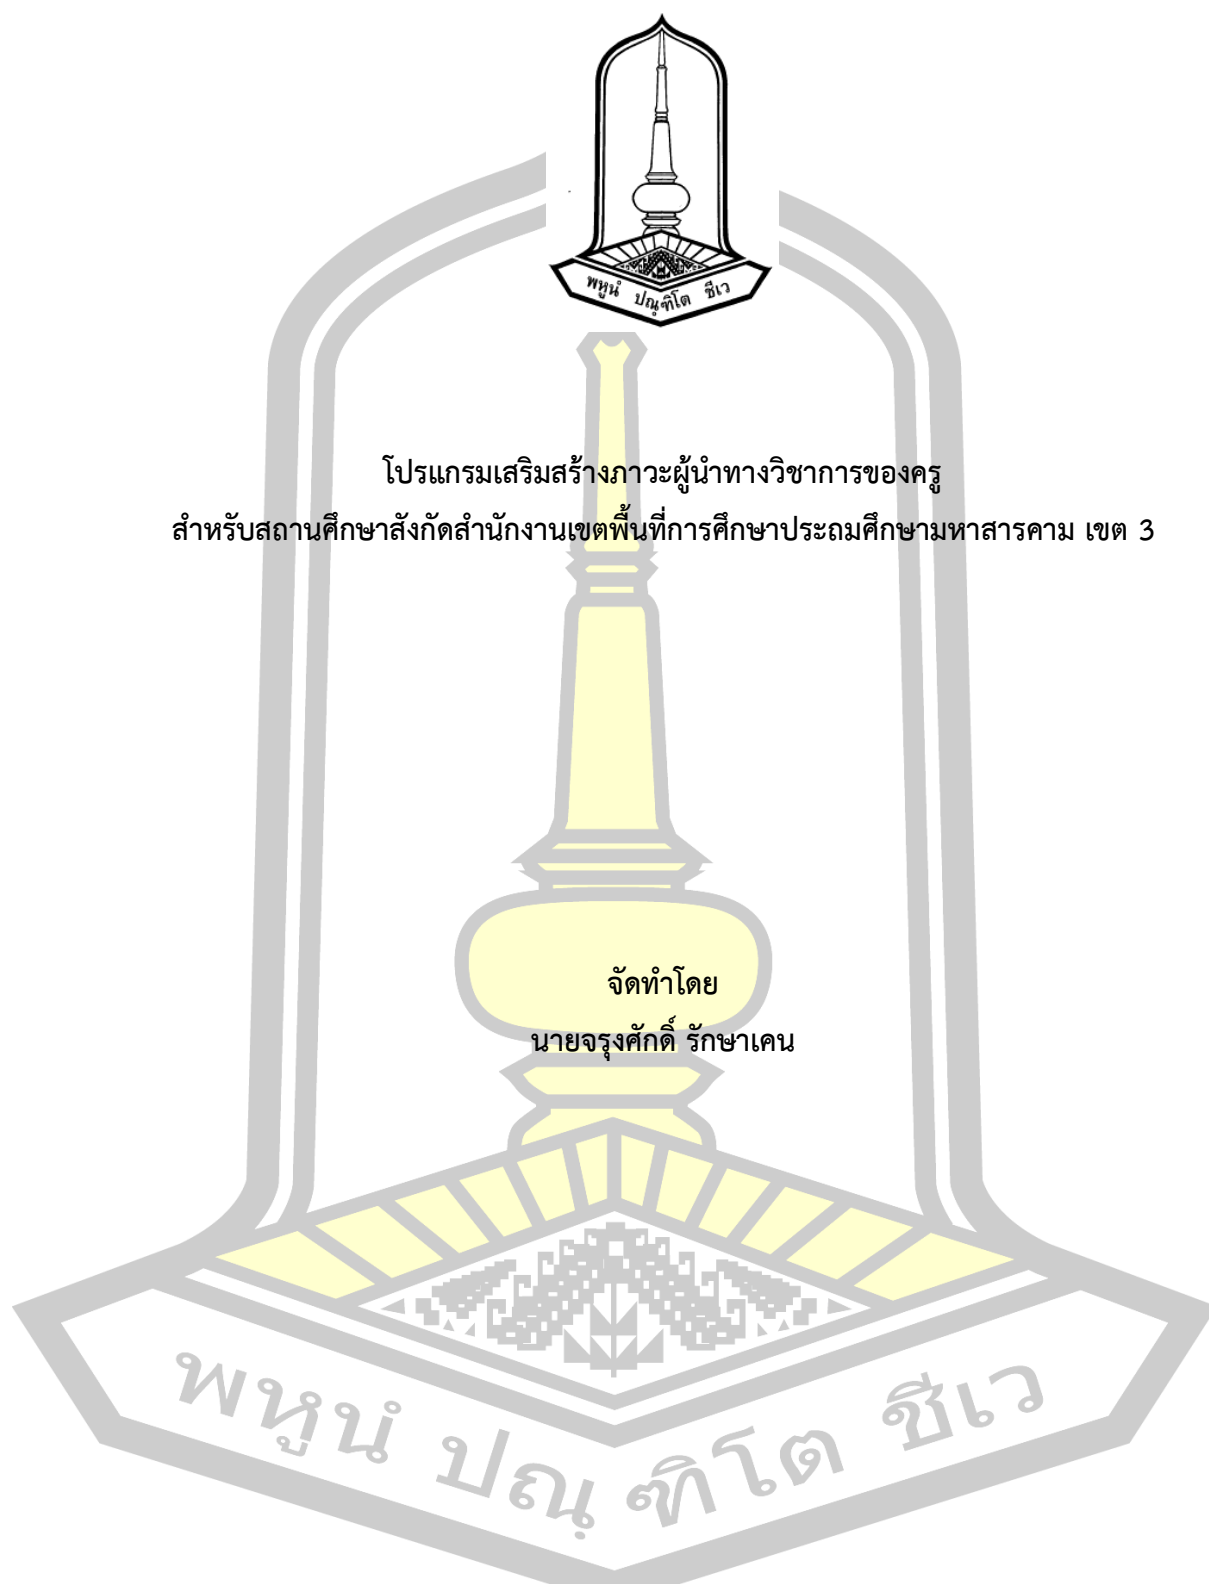 พหูนํ ปณฺฑิโต ชีเว
โปรแกรมเสริมสร้างภาวะผู้นำทางวิชาการของครู
สำหรับสถานศึกษาสังกัดสำนักงานเขตพื้นที่การศึกษาประถมศึกษามหาสารคาม เขต 3
จัดทำโดย
นายจรุงศักดิ์ รักษาเคน
พหูนํ ปณฺฑิโต ชีเว